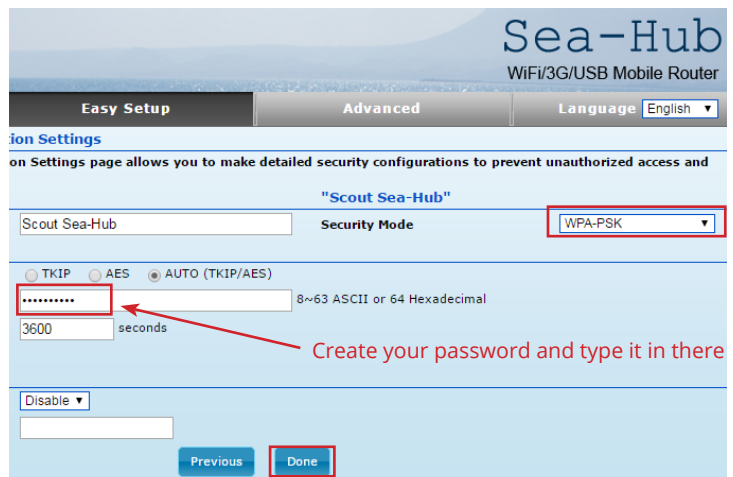 Sea-Hub
WiFi/3G/USB Mobile Router
Easy Setup Advanced Language English
ion Settings
on Settings page allows you to make detailed security configurations to prevent unauthorized access and
"Scout Sea-Hub"
Scout Sea-Hub Security Mode WPA-PSK
TKIP AES AUTO (TKIP/AES)
•••••••••• 8~63 ASCII or 64 Hexadecimal
3600 seconds
Create your password and type it in there
Disable
Previous Done